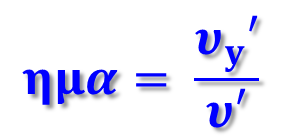 ημα = υy′ / υ′